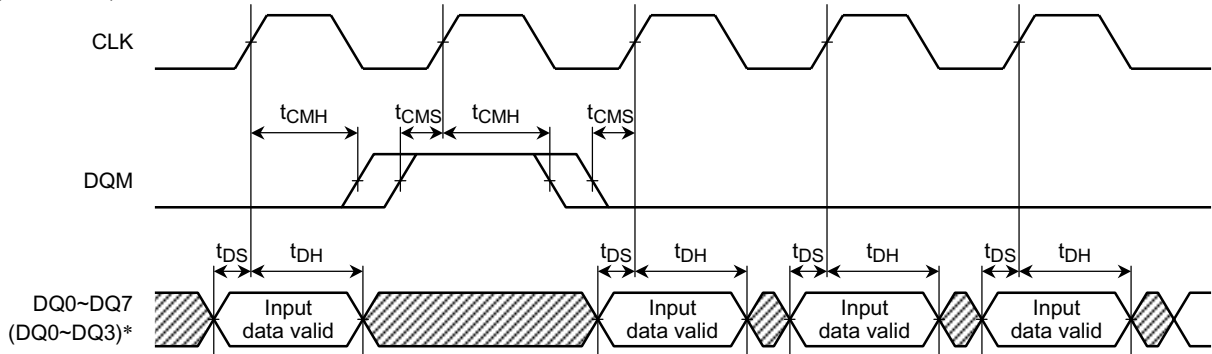 CLK
tCMH tCMS tCMH tCMS
DQM
tDS tDH tDS tDH tDS tDH tDS tDH
DQ0~DQ7
(DQ0~DQ3)*
Input
data valid
Input
data valid
Input
data valid
Input
data valid